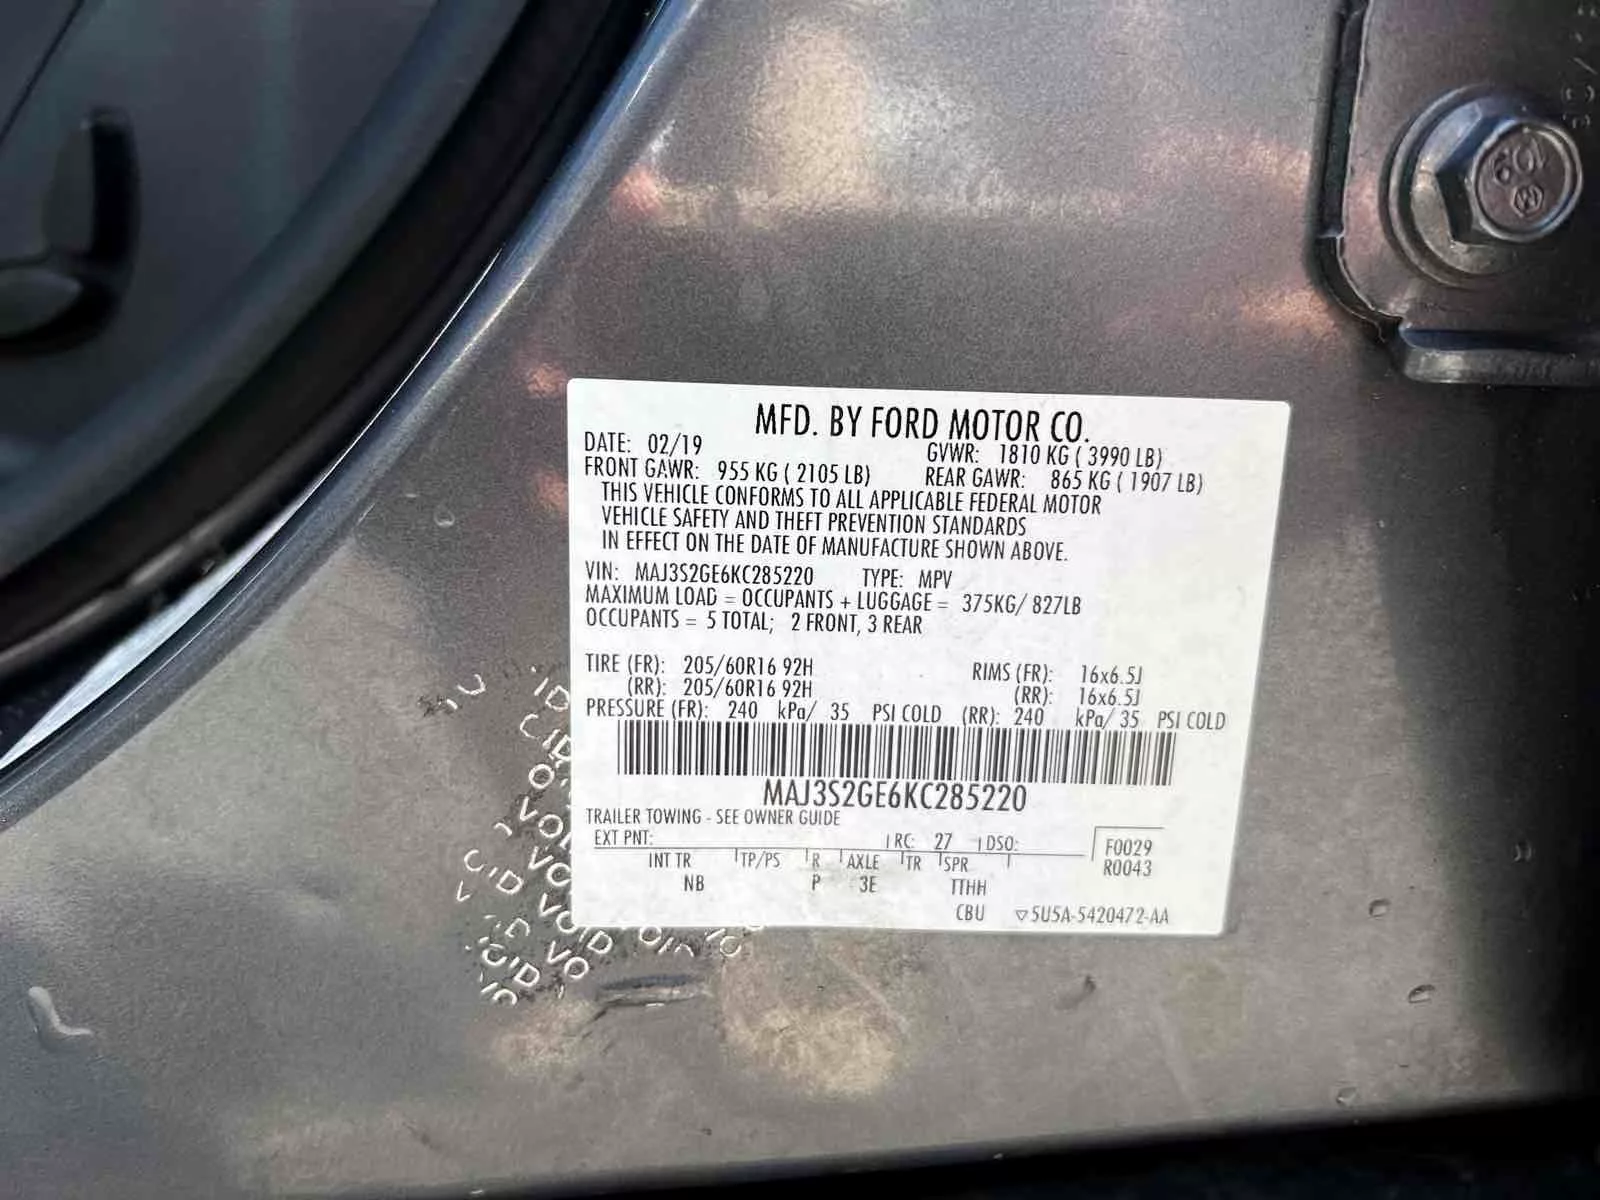 109
MFD. BY FORD MOTOR CO.
DATE: 02/19 GVWR: 1810 KG ( 3990 LB)
FRONT GAWR: 955 KG ( 2105 LB) REAR GAWR: 865 KG ( 1907 LB)
THIS VEHICLE CONFORMS TO ALL APPLICABLE FEDERAL MOTOR
VEHICLE SAFETY AND THEFT PREVENTION STANDARDS
IN EFFECT ON THE DATE OF MANUFACTURE SHOWN ABOVE.
VIN: MAJ3S2GE6KC285220 TYPE: MPV
MAXIMUM LOAD = OCCUPANTS + LUGGAGE = 375KG/ 827LB
OCCUPANTS = 5 TOTAL; 2 FRONT, 3 REAR
TIRE (FR): 205/60R16 92H RIMS (FR): 16x6.5J
(RR): 205/60R16 92H (RR): 16x6.5J
PRESSURE (FR): 240 kPa/ 35 PSI COLD (RR): 240 kPa/ 35 PSI COLD
MAJ3S2GE6KC285220
TRAILER TOWING - SEE OWNER GUIDE
EXT PNT: RC: 27 DSO: F0029
INT TR TP/PS R AXLE TR SPR R0043
NB P 3E TTHH
CBU ▽5U5A-5420472-AA
VOID
VOID